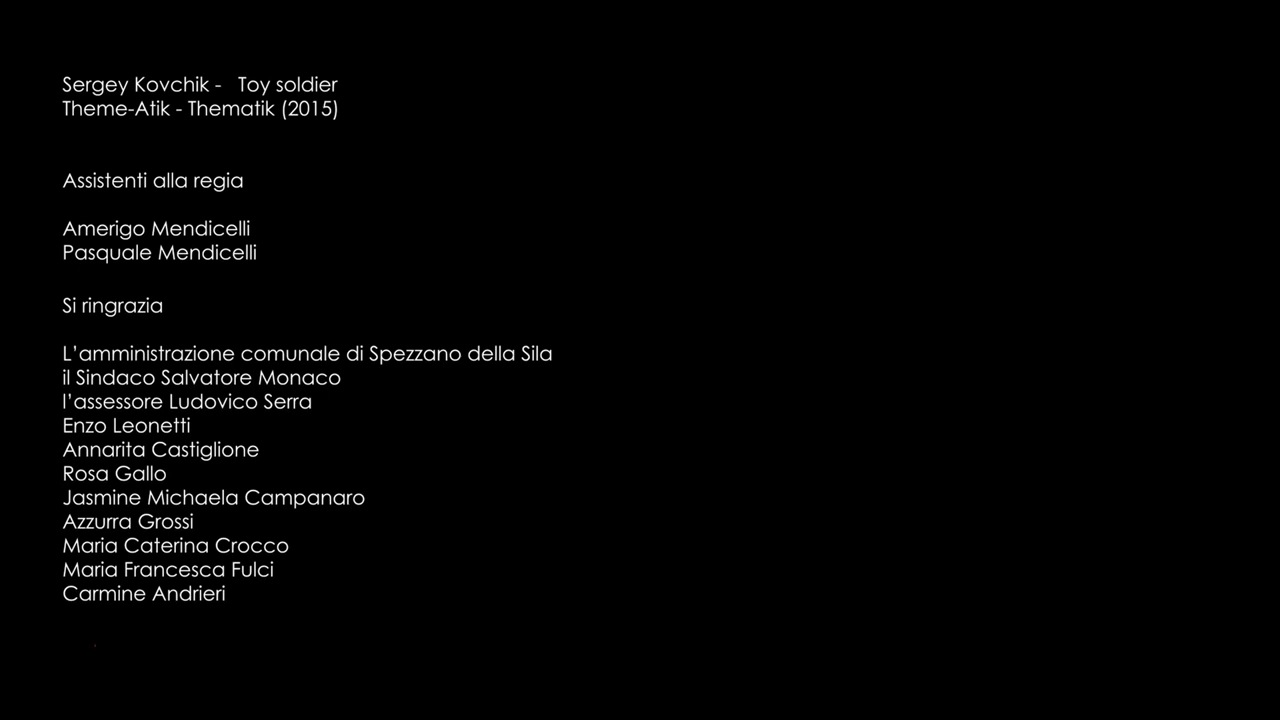 Sergey Kovchik -   Toy soldier
Theme-Atik - Thematik (2015)
Assistenti alla regia
Amerigo Mendicelli
Pasquale Mendicelli
Si ringrazia
L’amministrazione comunale di Spezzano della Sila
il Sindaco Salvatore Monaco
l’assessore Ludovico Serra
Enzo Leonetti
Annarita Castiglione
Rosa Gallo
Jasmine Michaela Campanaro
Azzurra Grossi
Maria Caterina Crocco
Maria Francesca Fulci
Carmine Andrieri